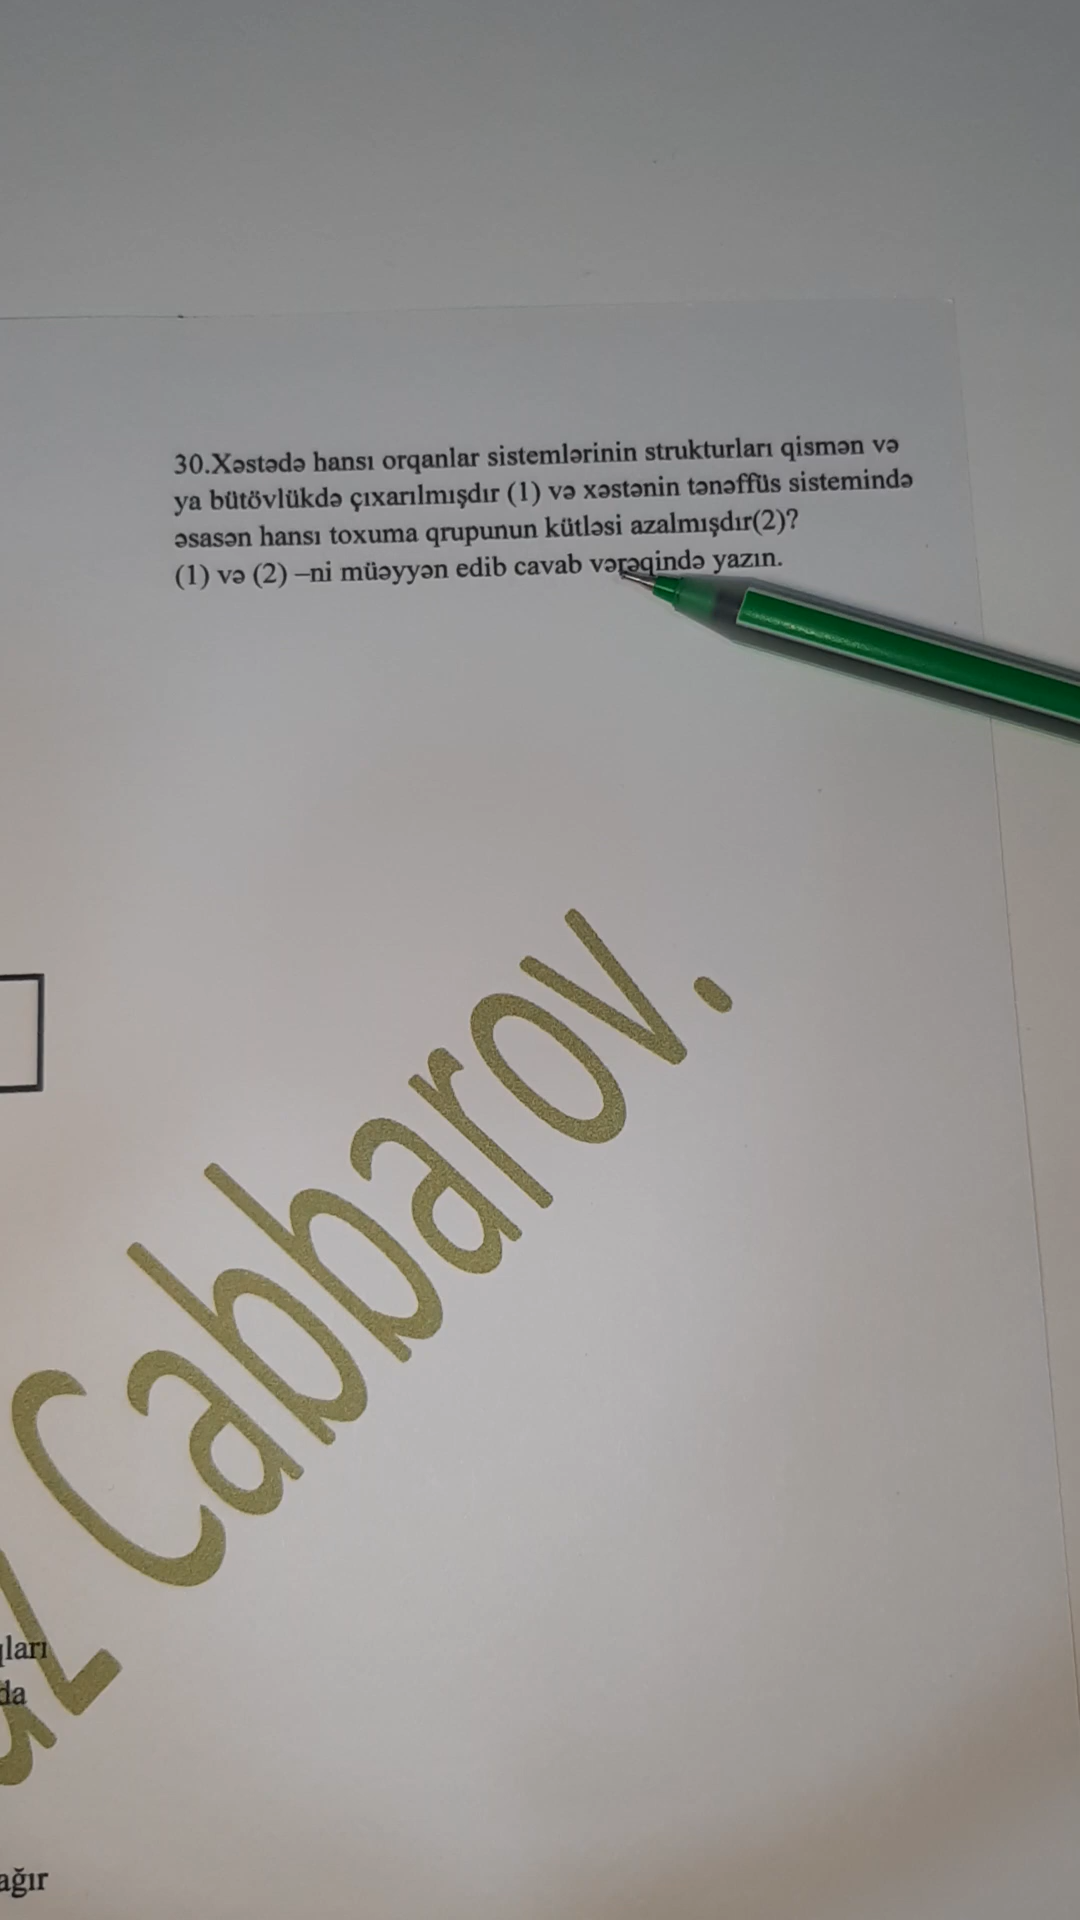 30.Xəstədə hansı orqanlar sistemlərinin strukturları qismən və
ya bütövlükdə çıxarılmışdır (1) və xəstənin tənəffüs sistemində
əsasən hansı toxuma qrupunun kütləsi azalmışdır(2)?
(1) və (2) –ni müəyyən edib cavab vərəqində yazın.
Cabbarov.
ları
da
ağır